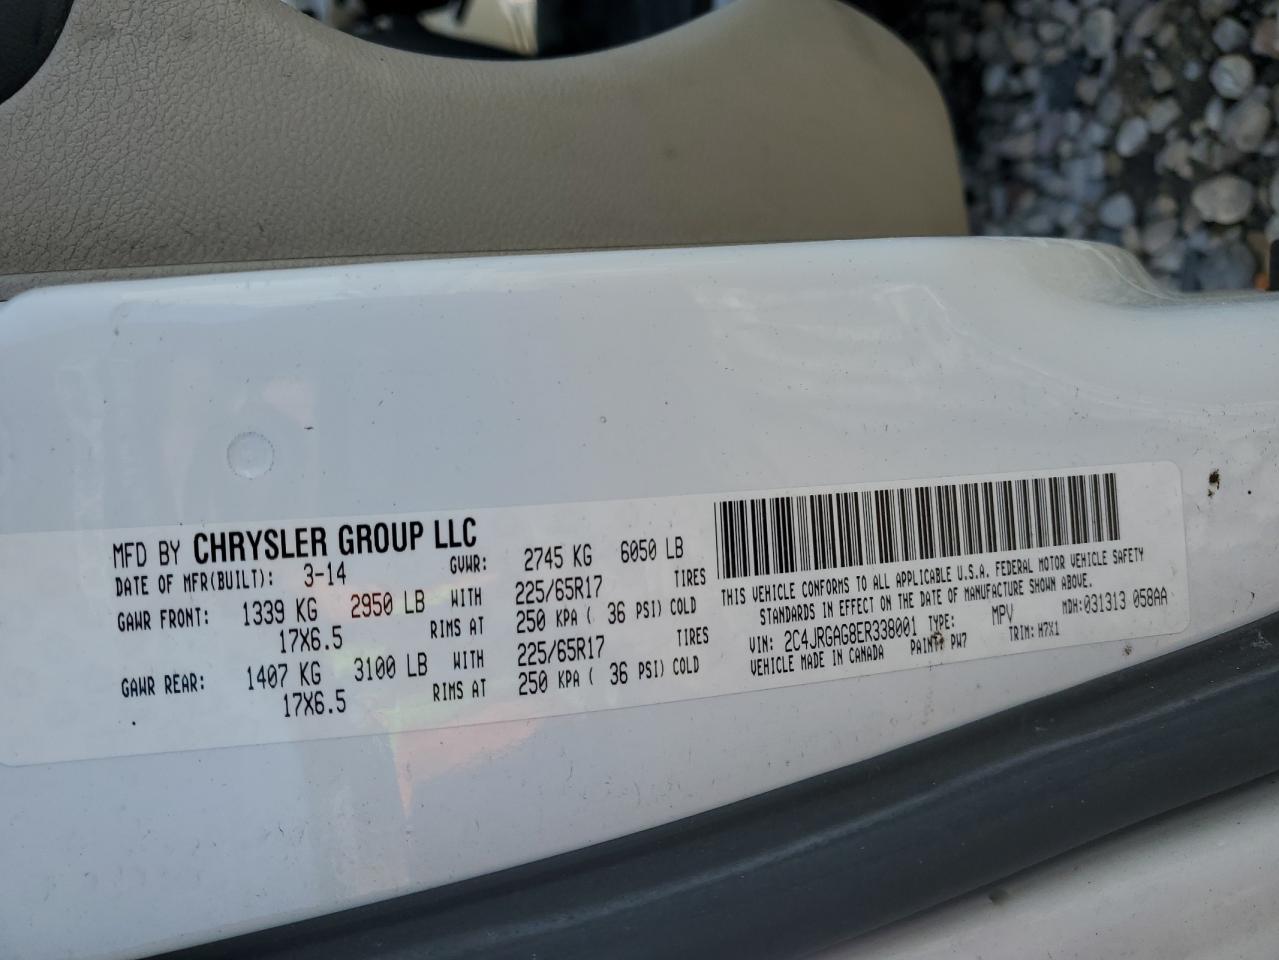 MFD BY CHRYSLER GROUP LLC
DATE OF MFR(BUILT): 3-14 GVWR: 2745 KG 6050 LB
GAWR FRONT: 1339 KG 2950 LB WITH 225/65R17 TIRES
17X6.5 RIMS AT 250 KPA ( 36 PSI) COLD
GAWR REAR: 1407 KG 3100 LB WITH 225/65R17 TIRES
17X6.5 RIMS AT 250 KPA ( 36 PSI) COLD
THIS VEHICLE CONFORMS TO ALL APPLICABLE U.S.A. FEDERAL MOTOR VEHICLE SAFETY
STANDARDS IN EFFECT ON THE DATE OF MANUFACTURE SHOWN ABOVE.
VIN: 2C4JRGAG8ER338001 TYPE: MPV MDH:031313 058AA
VEHICLE MADE IN CANADA PAINT: PW7 TRIM: H7X1